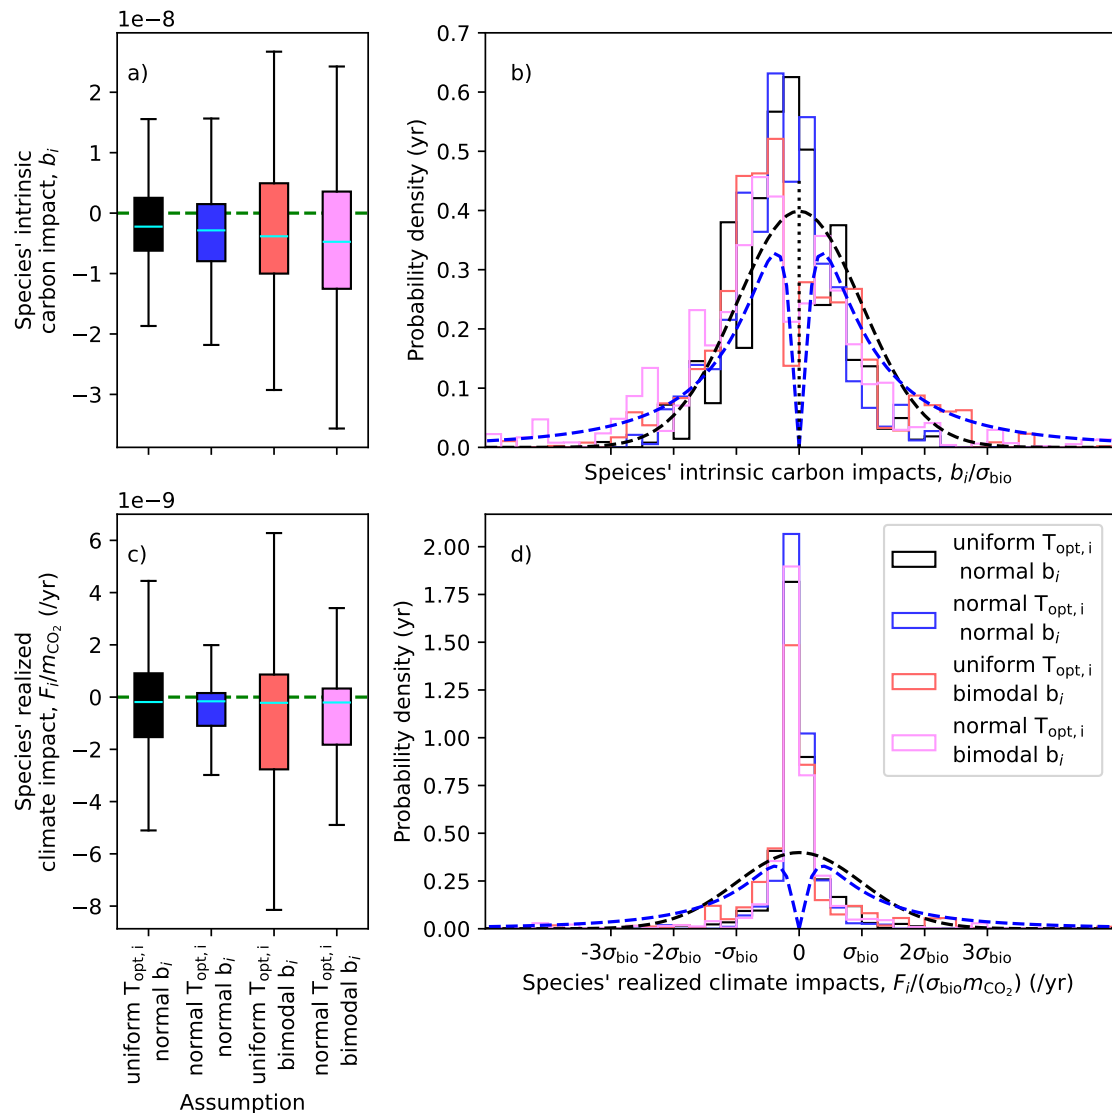 1e−8
a)
2
1
0
−1
−2
−3
Species' intrinsic
carbon impact, b_i
b)
0.7
0.6
0.5
0.4
0.3
0.2
0.1
0.0
Probability density (yr)
Speices' intrinsic carbon impacts, b_i/σ_bio
1e−9
c)
6
4
2
0
−2
−4
−6
−8
Species' realized
climate impact, F_i/m_CO₂ (/yr)
uniform T_opt, i
normal b_i
normal T_opt, i
normal b_i
uniform T_opt, i
bimodal b_i
normal T_opt, i
bimodal b_i
Assumption
d)
2.00
1.75
1.50
1.25
1.00
0.75
0.50
0.25
0.00
Probability density (yr)
uniform T_opt, i
normal b_i
normal T_opt, i
normal b_i
uniform T_opt, i
bimodal b_i
normal T_opt, i
bimodal b_i
-3σ_bio -2σ_bio -σ_bio 0 σ_bio 2σ_bio 3σ_bio
Species' realized climate impacts, F_i/(σ_bio m_CO₂) (/yr)